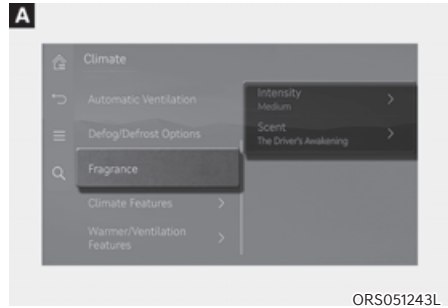 A
Climate
Automatic Ventilation
Intensity
Medium
Defog/Defrost Options
Scent
The Driver's Awakening
Fragrance
Climate Features
Warmer/Ventilation
Features
ORS051243L